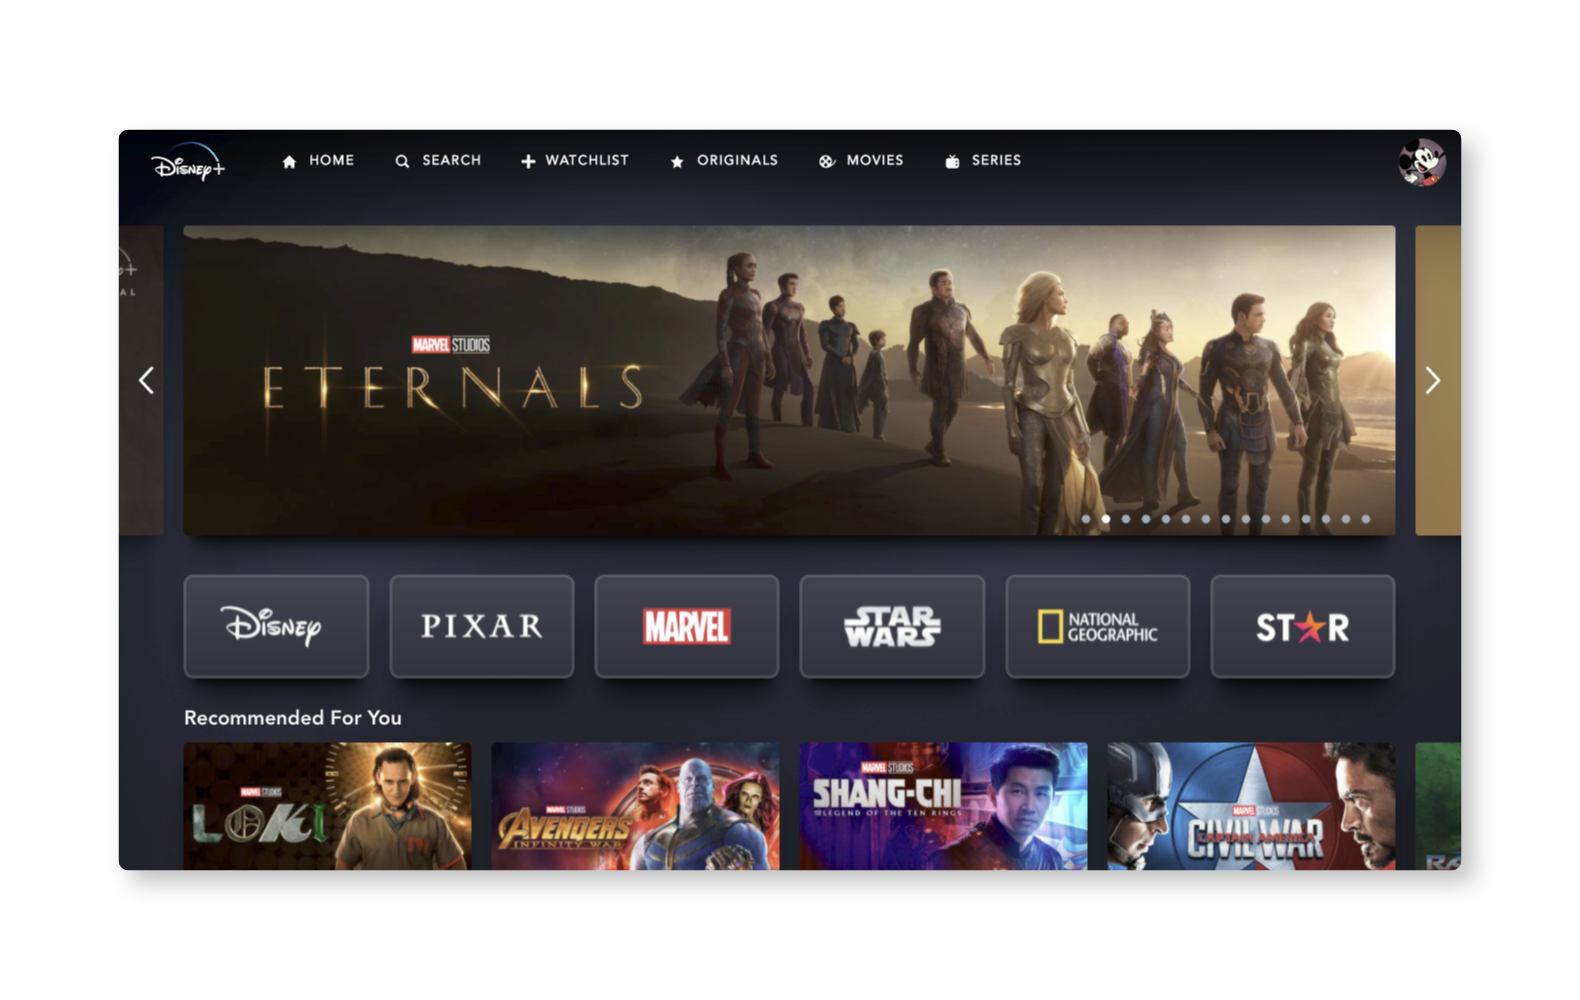 Disney+
HOME
SEARCH
WATCHLIST
ORIGINALS
MOVIES
SERIES
MARVEL STUDIOS
ETERNALS
Disney
PIXAR
MARVEL
STAR WARS
NATIONAL GEOGRAPHIC
STAR
Recommended For You
MARVEL STUDIOS
LOKI
MARVEL STUDIOS
AVENGERS
INFINITY WAR
MARVEL STUDIOS
SHANG-CHI
AND THE LEGEND OF THE TEN RINGS
MARVEL STUDIOS
CAPTAIN AMERICA
CIVIL WAR